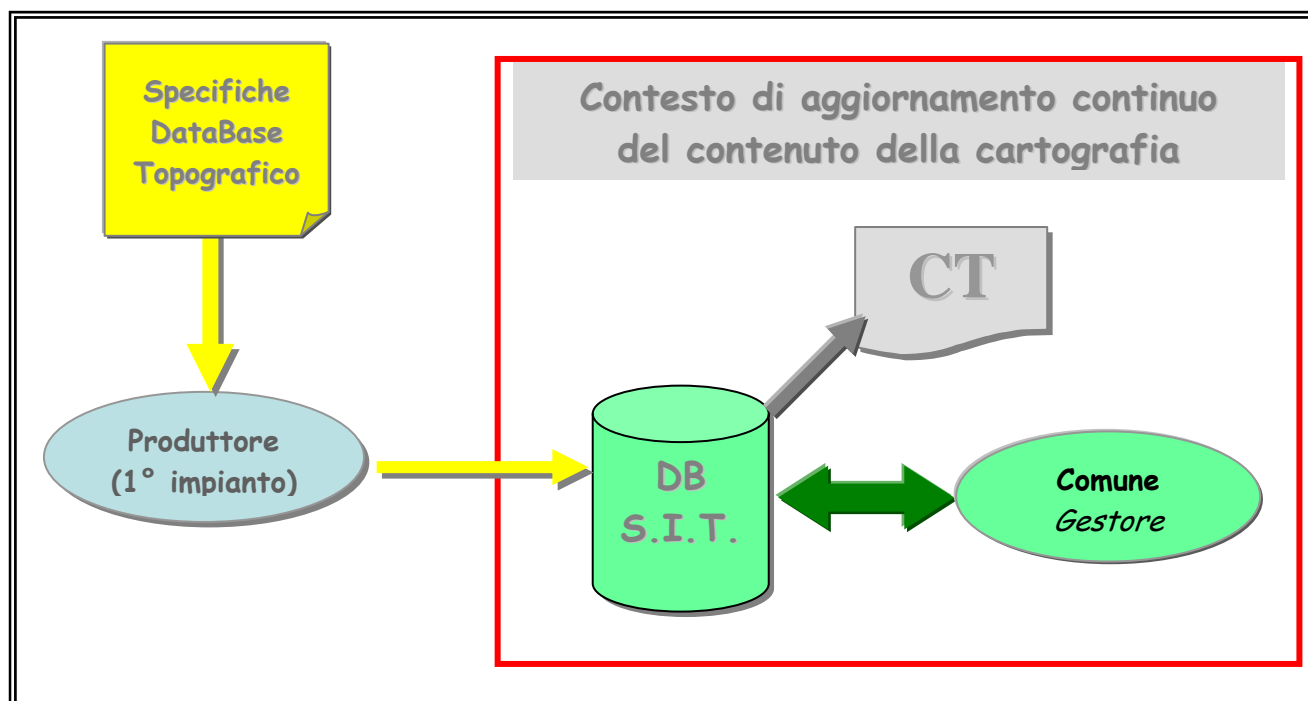 Specifiche
DataBase
Topografico
Contesto di aggiornamento continuo
del contenuto della cartografia
CT
Produttore
(1° impianto)
DB
S.I.T.
Comune
Gestore